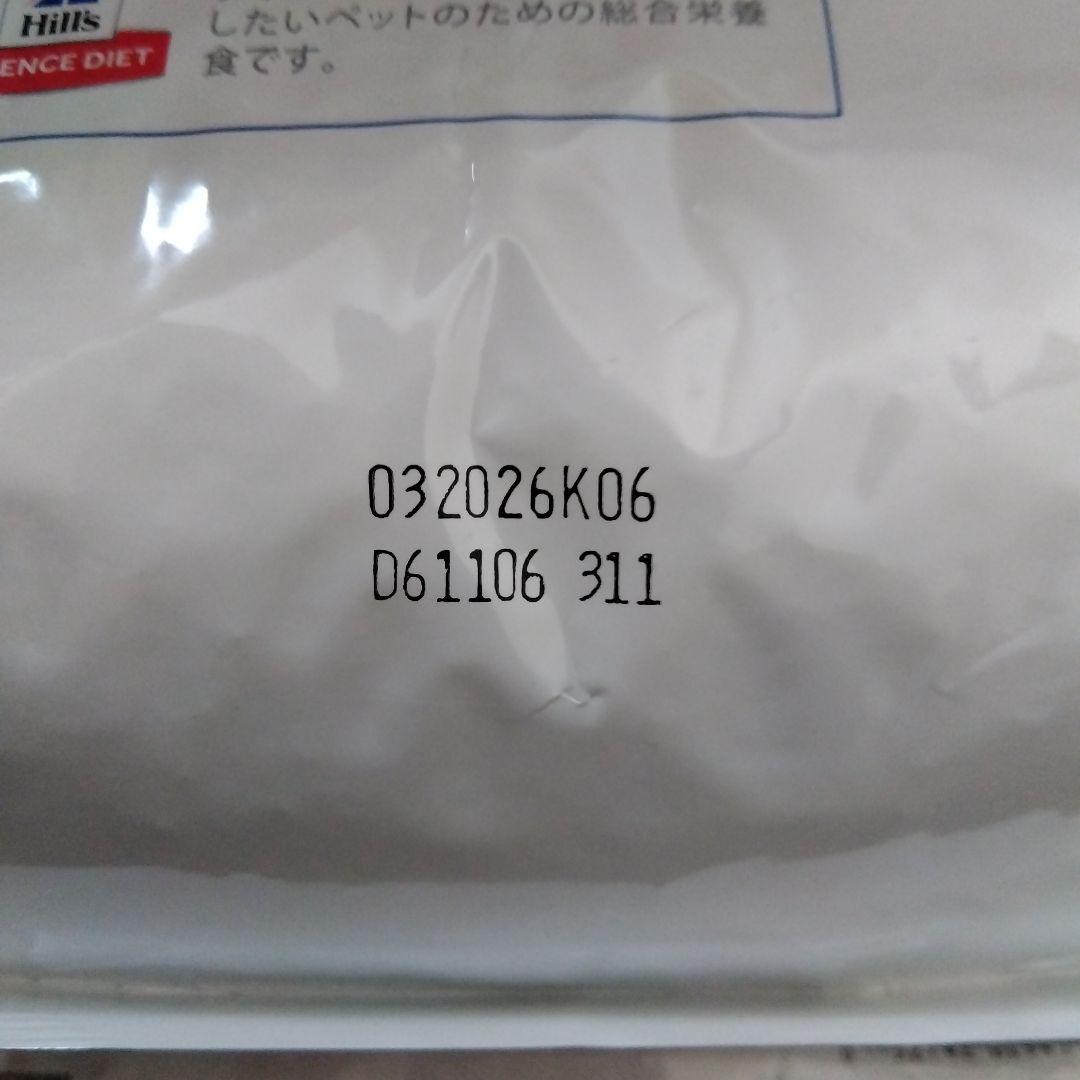 Hill's
ENCE DIET
したいペットのための総合栄養
食です。
032026K06
D61106 311